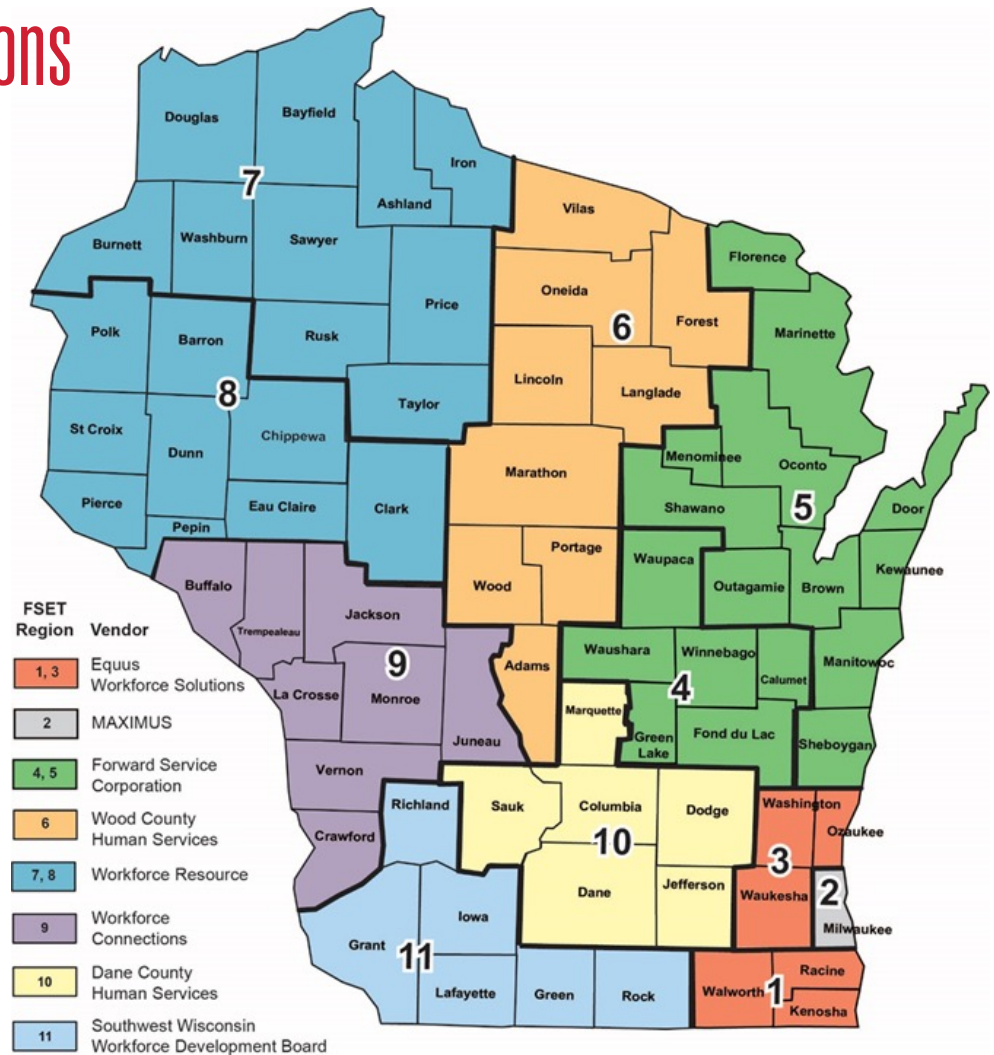 ons
Douglas
Bayfield
Iron
Ashland
7
Vilas
Burnett
Washburn
Sawyer
Florence
Oneida
Price
Polk
Barron
Rusk
6
Forest
Marinette
8
Lincoln
Langlade
Taylor
St Croix
Chippewa
Dunn
Menominee
Oconto
Marathon
Pierce
Eau Claire
Clark
Shawano
5
Door
Pepin
Portage
Waupaca
Kewaunee
Buffalo
Wood
Outagamie
Brown
Jackson
Trempealeau
9
Adams
Waushara
Winnebago
Manitowoc
La Crosse
Monroe
4
Calumet
Marquette
Juneau
Green
Lake
Fond du Lac
Sheboygan
Vernon
Richland
Sauk
Columbia
Dodge
Washington
Ozaukee
Crawford
10
3
Dane
Jefferson
Waukesha
2
Milwaukee
Iowa
Grant
11
Lafayette
Green
Rock
Walworth
1
Racine
Kenosha
FSET
Region Vendor
1, 3 Equus
Workforce Solutions
2 MAXIMUS
4, 5 Forward Service
Corporation
6 Wood County
Human Services
7, 8 Workforce Resource
9 Workforce
Connections
10 Dane County
Human Services
11 Southwest Wisconsin
Workforce Development Board